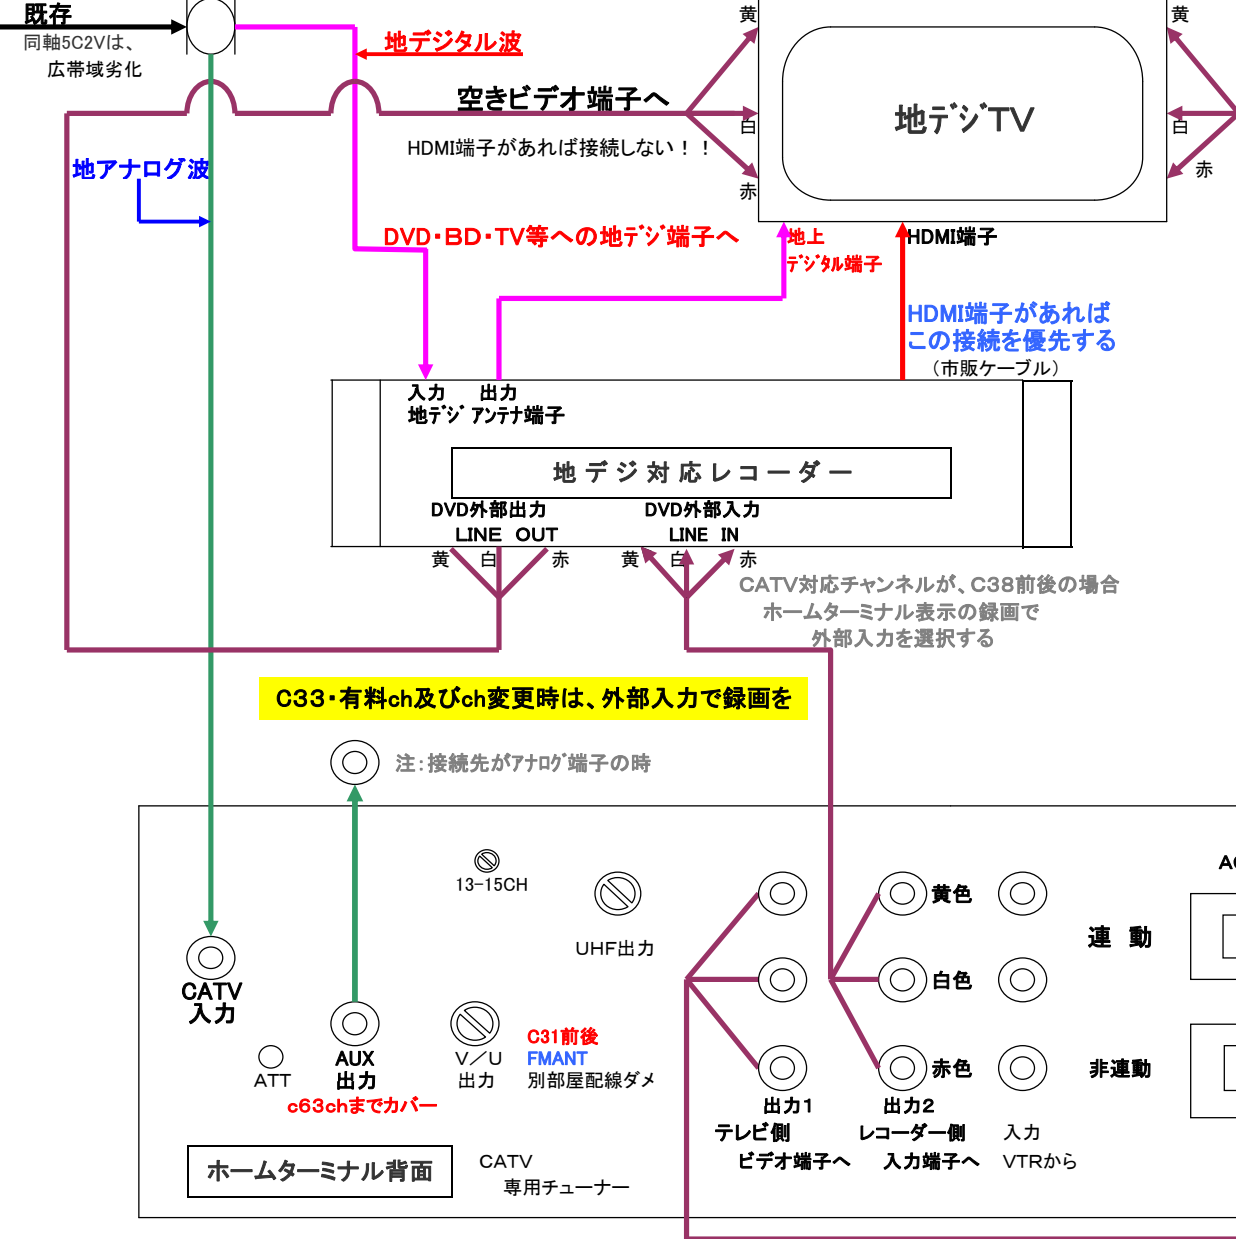 既存
同軸5C2Vは、
広帯域劣化
地デジタル波
空きビデオ端子へ
HDMI端子があれば接続しない！！
地アナログ波
黄
白
赤
地デジTV
黄
白
赤
DVD・BD・TV等への地デジ端子へ
地上
デジタル端子
HDMI端子
HDMI端子があれば
この接続を優先する
（市販ケーブル）
入力 出力
地デジ アンテナ端子
地デジ対応レコーダー
DVD外部出力
LINE OUT
DVD外部入力
LINE IN
黄 白 赤
黄 白 赤
CATV対応チャンネルが、C38前後の場合
ホームターミナル表示の録画で
外部入力を選択する
C33・有料ch及びch変更時は、外部入力で録画を
注：接続先がアナログ端子の時
13-15CH
UHF出力
黄色
白色
赤色
連 動
非連動
CATV
入力
ATT
AUX
出力
c63chまでカバー
V／U
出力
C31前後
FMANT
別部屋配線ダメ
出力1
テレビ側
ビデオ端子へ
出力2
レコーダー側
入力端子へ
入力
VTRから
ホームターミナル背面
CATV
専用チューナー